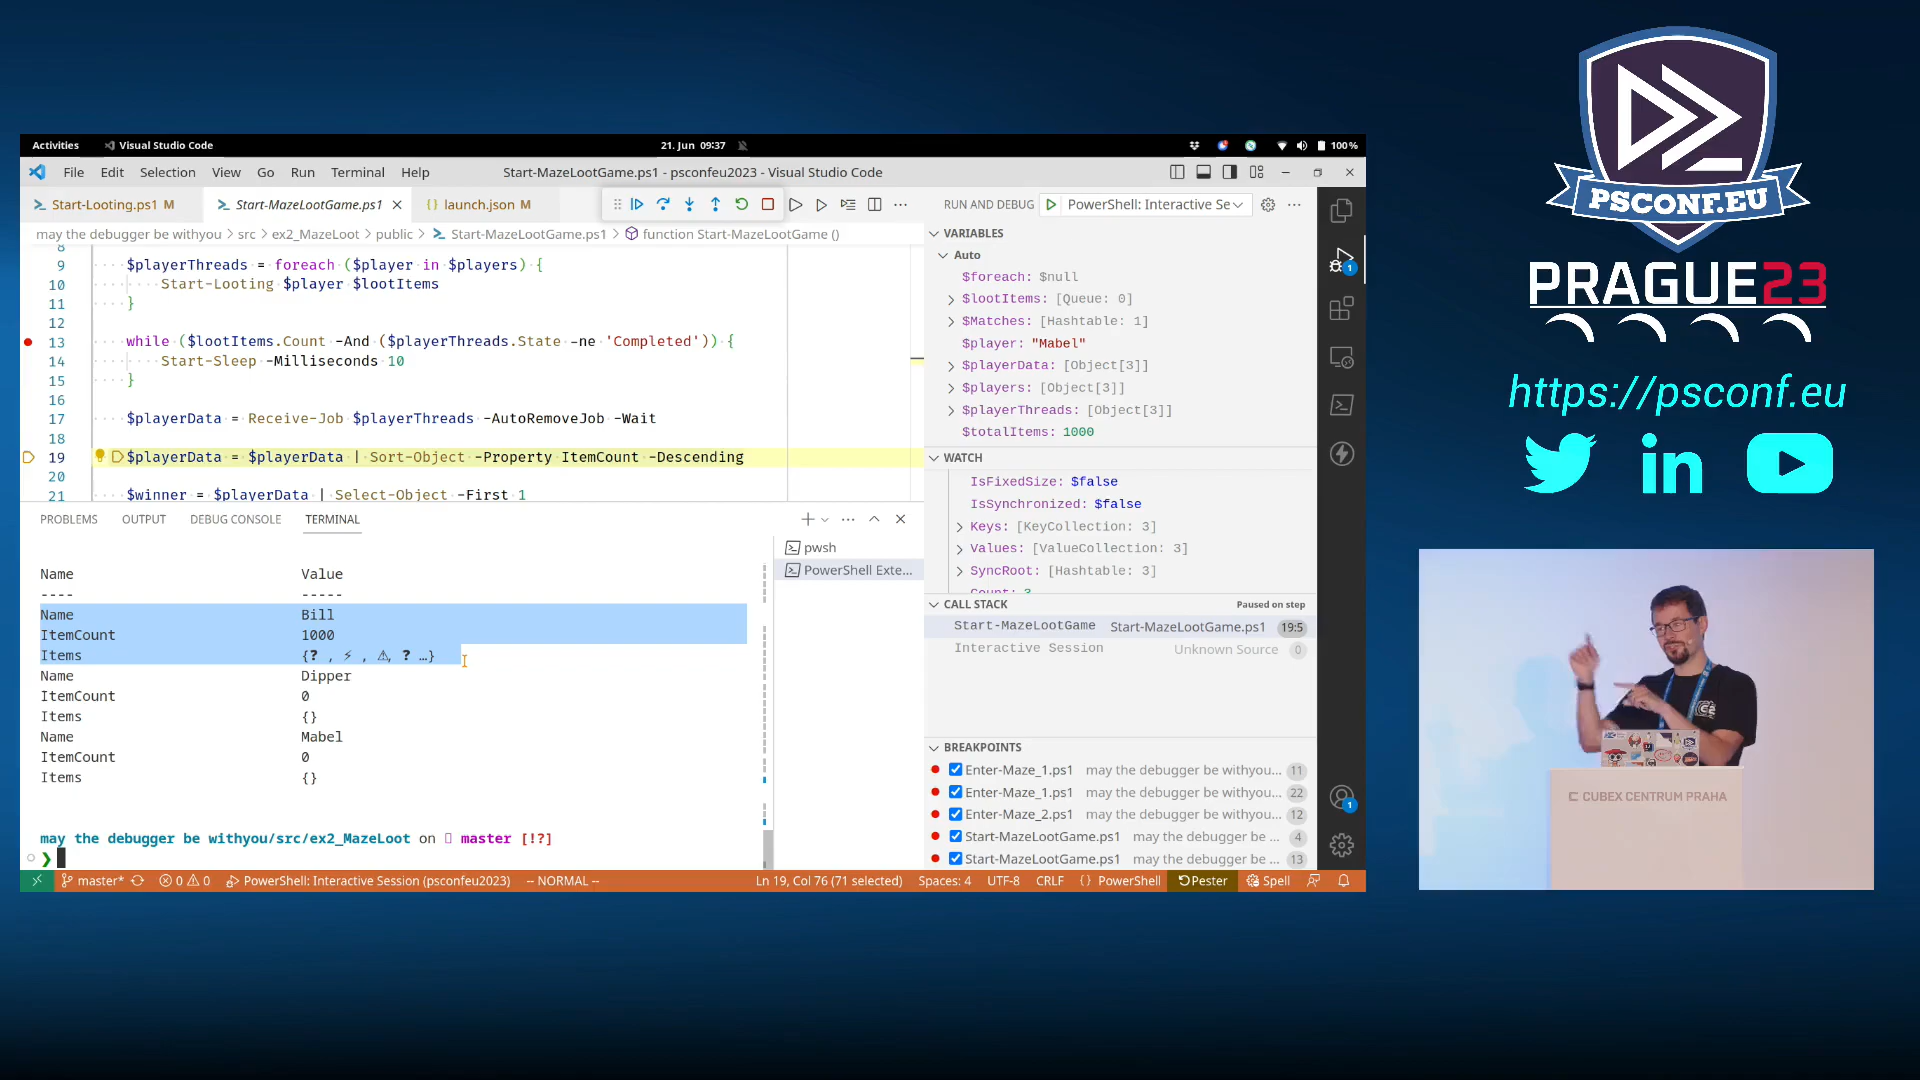 Activities
Visual Studio Code
21. Jun 09:37
100%
File Edit Selection View Go Run Terminal Help
Start-MazeLootGame.ps1 - psconfeu2023 - Visual Studio Code
Start-Looting.ps1 M
Start-MazeLootGame.ps1
launch.json M
RUN AND DEBUG
PowerShell: Interactive Se
may the debugger be withyou > src > ex2_MazeLoot > public > Start-MazeLootGame.ps1 > function Start-MazeLootGame ()
8
9 $playerThreads = foreach ($player in $players) {
10 Start-Looting $player $lootItems
11 }
12
13 while ($lootItems.Count -And ($playerThreads.State -ne 'Completed')) {
14 Start-Sleep -Milliseconds 10
15 }
16
17 $playerData = Receive-Job $playerThreads -AutoRemoveJob -Wait
18
19 $playerData = $playerData | Sort-Object -Property ItemCount -Descending
20
21 $winner = $playerData | Select-Object -First 1
PROBLEMS OUTPUT DEBUG CONSOLE TERMINAL
pwsh
PowerShell Exte...
Name Value
---- -----
Name Bill
ItemCount 1000
Items {❓ , ⚡ , ⚠, ❓ …}
Name Dipper
ItemCount 0
Items {}
Name Mabel
ItemCount 0
Items {}
may the debugger be withyou/src/ex2_MazeLoot on master [!?]
❯
VARIABLES
Auto
$foreach: $null
$lootItems: [Queue: 0]
$Matches: [Hashtable: 1]
$player: "Mabel"
$playerData: [Object[3]]
$players: [Object[3]]
$playerThreads: [Object[3]]
$totalItems: 1000
WATCH
IsFixedSize: $false
IsSynchronized: $false
Keys: [KeyCollection: 3]
Values: [ValueCollection: 3]
SyncRoot: [Hashtable: 3]
Count: 3
CALL STACK Paused on step
Start-MazeLootGame Start-MazeLootGame.ps1 19:5
Interactive Session Unknown Source 0
BREAKPOINTS
Enter-Maze_1.ps1 may the debugger be withyou... 11
Enter-Maze_1.ps1 may the debugger be withyou... 22
Enter-Maze_2.ps1 may the debugger be withyou... 12
Start-MazeLootGame.ps1 may the debugger be ... 4
Start-MazeLootGame.ps1 may the debugger be ... 13
1
1
master* 0 0 PowerShell: Interactive Session (psconfeu2023) -- NORMAL -- Ln 19, Col 76 (71 selected) Spaces: 4 UTF-8 CRLF {} PowerShell Pester Spell
PSCONF.EU
PRAGUE23
https://psconf.eu
in
CUBEX CENTRUM PRAHA